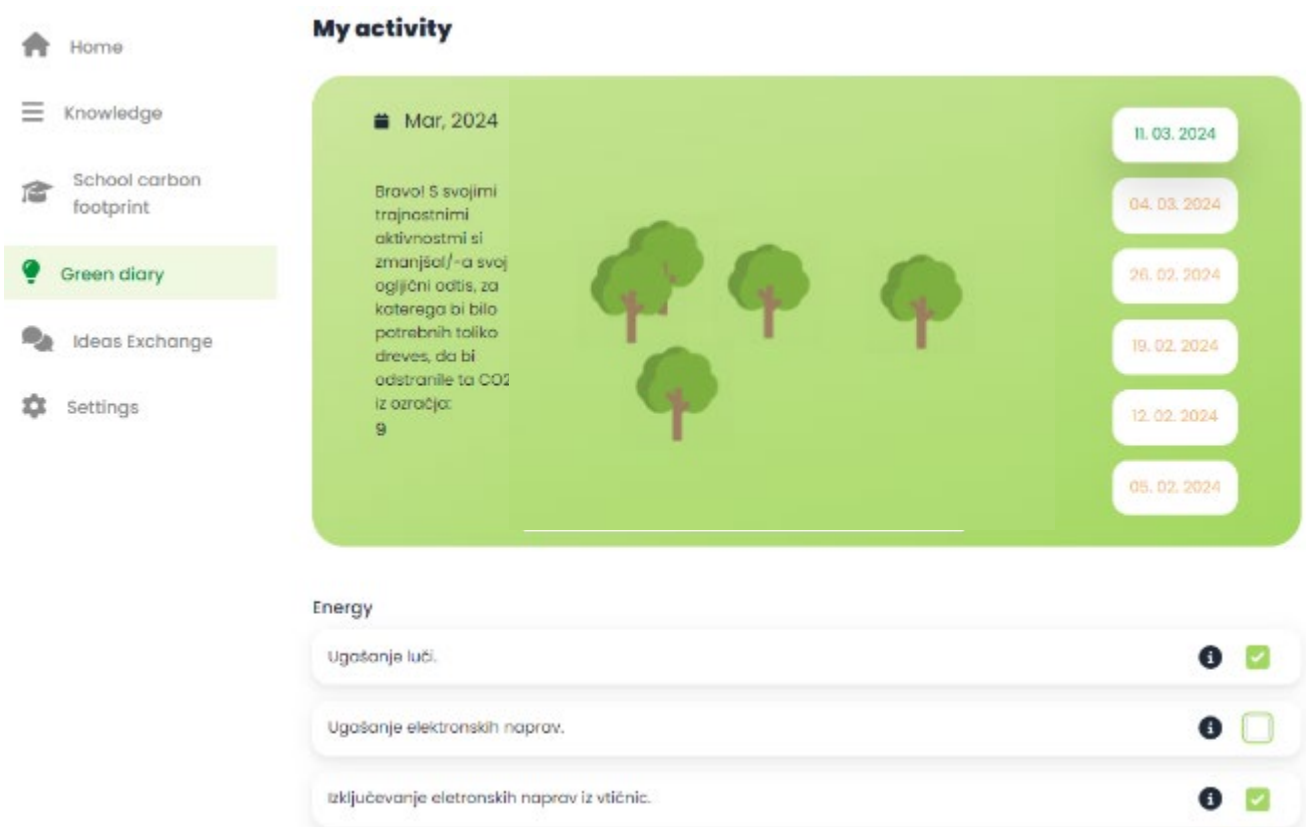 Home
Knowledge
School carbon
footprint
Green diary
Ideas Exchange
Settings
My activity
Mar, 2024
Bravo! S svojimi
trajnostnimi
aktivnostmi si
zmanjšal/-a svoj
ogljični odtis, za
katerega bi bilo
potrebnih toliko
dreves, da bi
odstranile ta CO2
iz ozračja:
9
11. 03. 2024
04. 03. 2024
26. 02. 2024
19. 02. 2024
12. 02. 2024
05. 02. 2024
Energy
Ugašanje luči.
Ugašanje elektronskih naprav.
Izključevanje eletronskih naprav iz vtičnic.